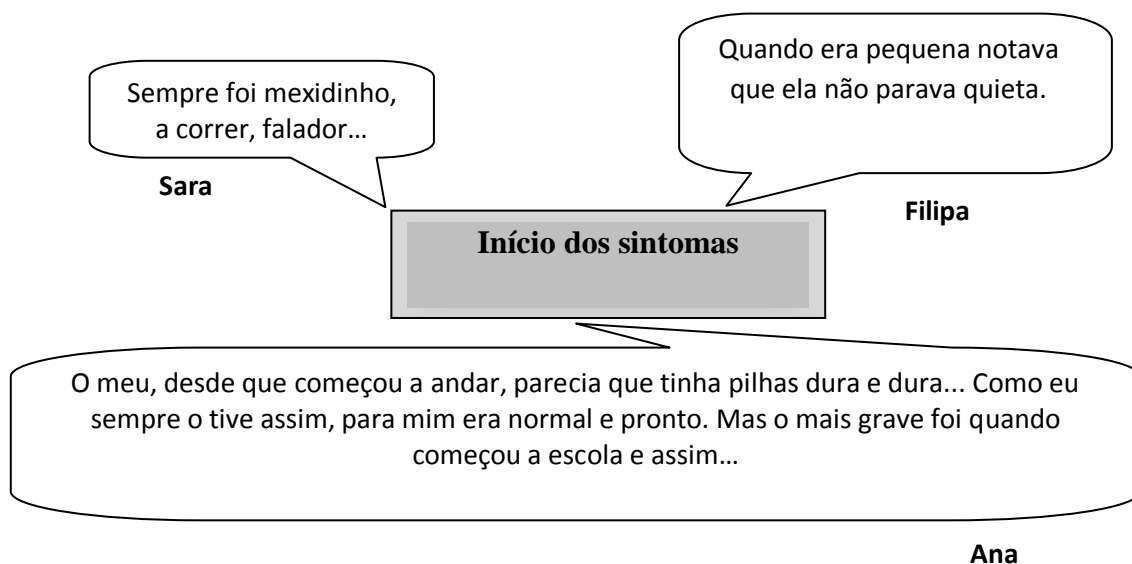 Quando era pequena notava
que ela não parava quieta.
Sempre foi mexidinho,
a correr, falador…
Sara
Filipa
Início dos sintomas
O meu, desde que começou a andar, parecia que tinha pilhas dura e dura... Como eu
sempre o tive assim, para mim era normal e pronto. Mas o mais grave foi quando
começou a escola e assim…
Ana